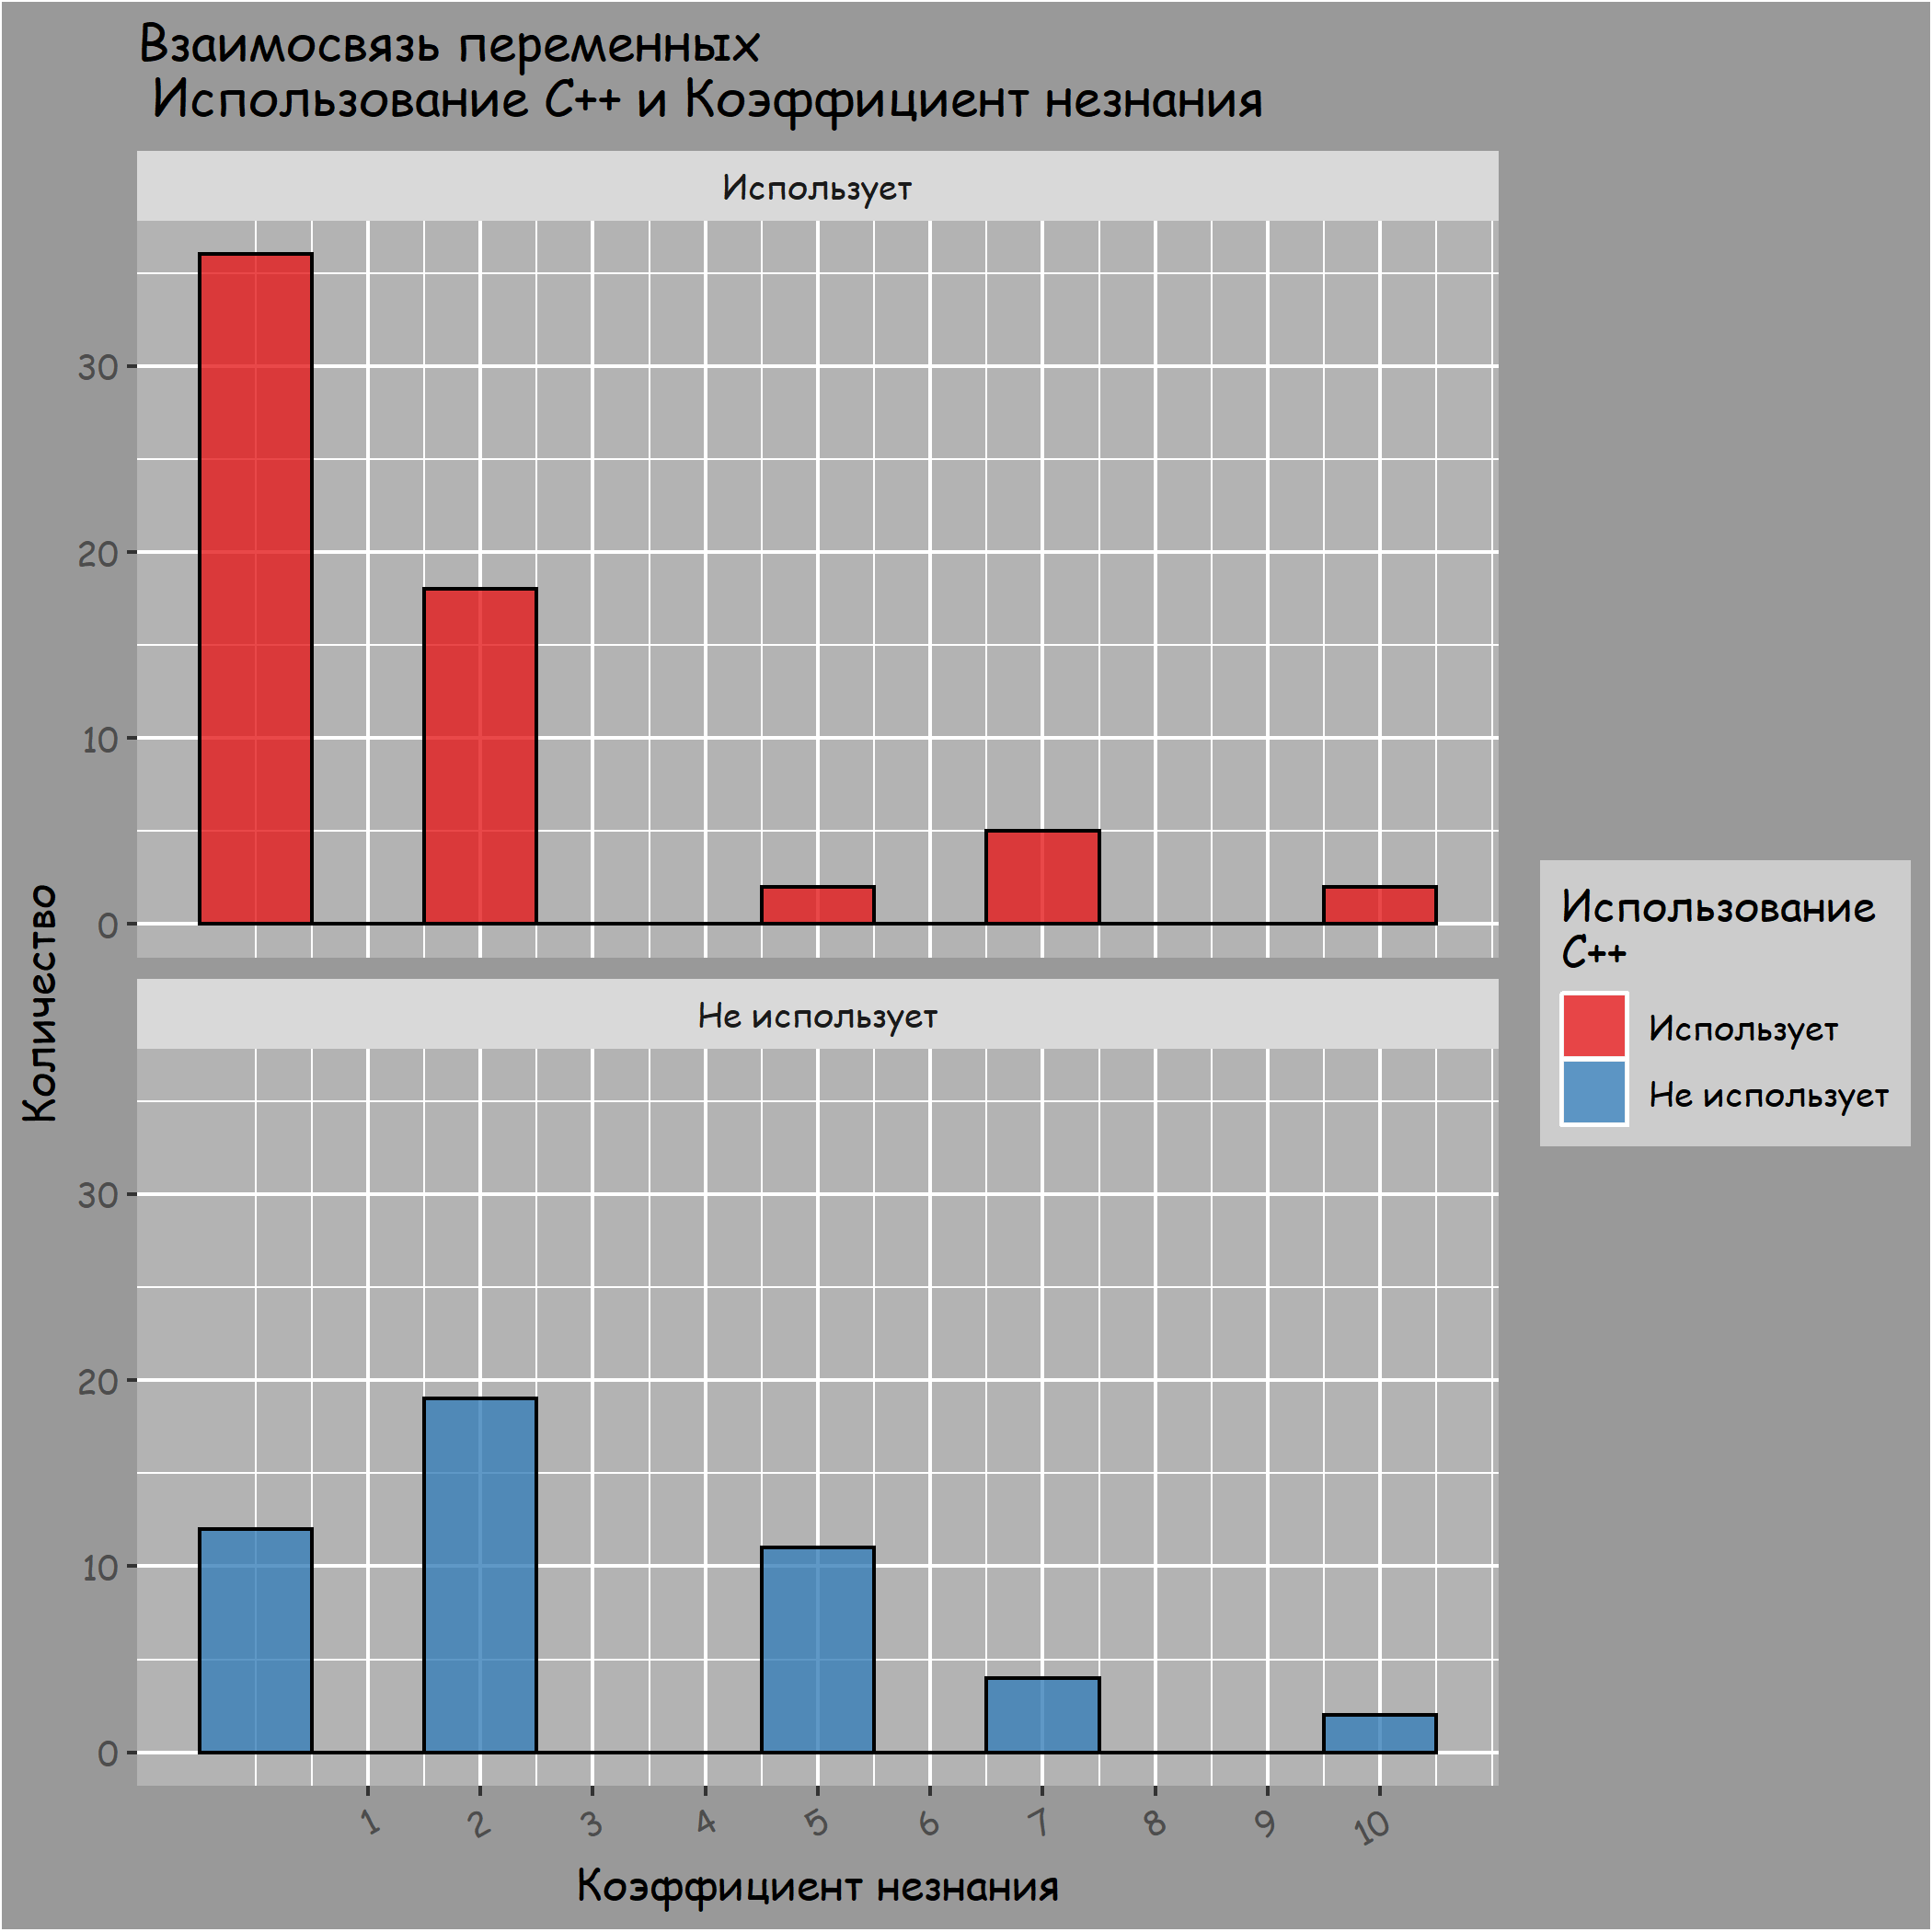 Взаимосвязь переменных
Использование C++ и Коэффициент незнания
Использует
30
20
10
0
Не использует
30
20
10
0
1 2 3 4 5 6 7 8 9 10
Коэффициент незнания
Количество
Использование
C++
Использует
Не использует